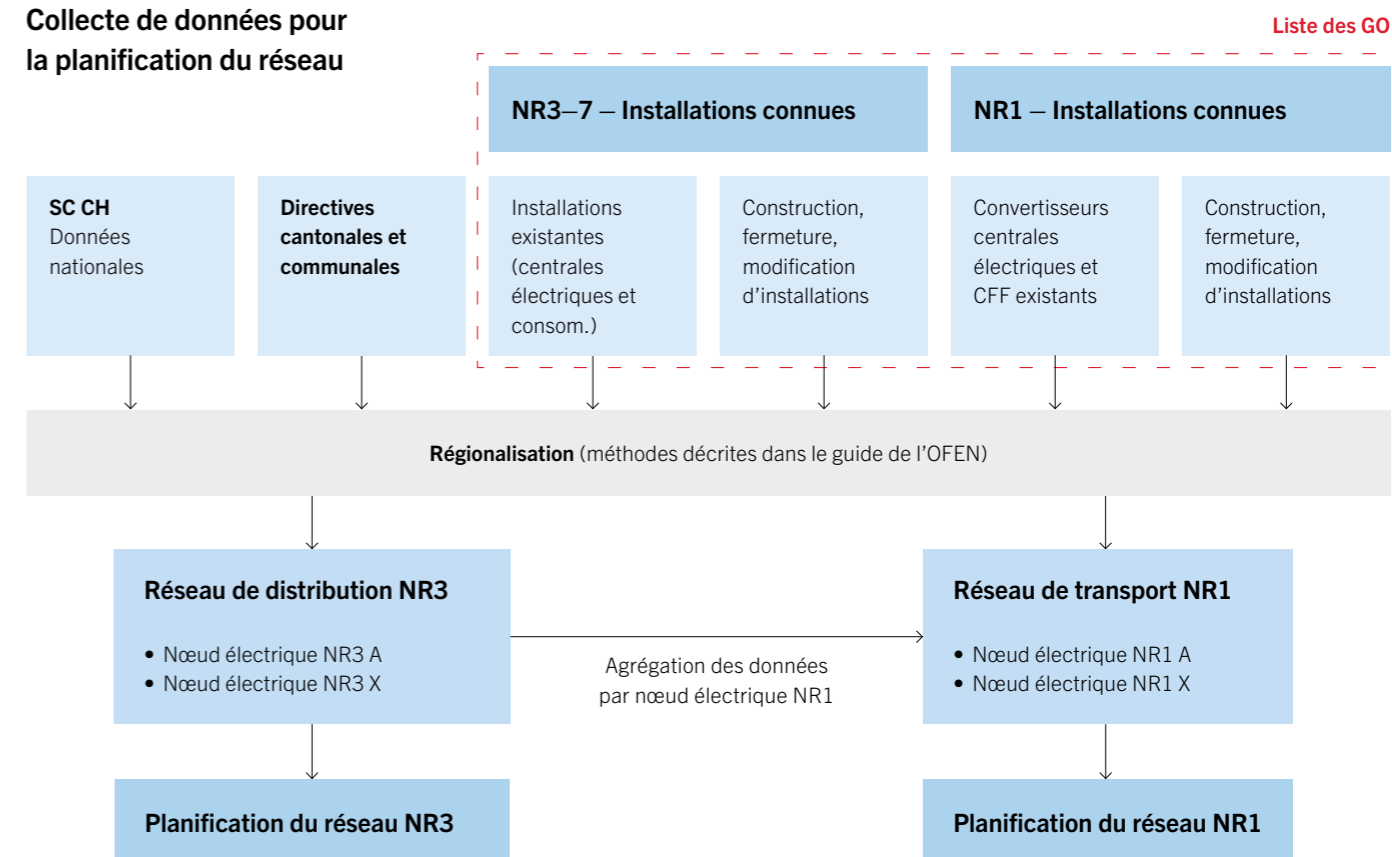 Collecte de données pour
la planification du réseau
Liste des GO
NR3–7 – Installations connues
NR1 – Installations connues
SC CH
Données
nationales
Directives
cantonales et
communales
Installations
existantes
(centrales
électriques et
consom.)
Construction,
fermeture,
modification
d’installations
Convertisseurs
centrales
électriques et
CFF existants
Construction,
fermeture,
modification
d’installations
Régionalisation (méthodes décrites dans le guide de l’OFEN)
Réseau de distribution NR3
• Nœud électrique NR3 A
• Nœud électrique NR3 X
Agrégation des données
par nœud électrique NR1
Réseau de transport NR1
• Nœud électrique NR1 A
• Nœud électrique NR1 X
Planification du réseau NR3
Planification du réseau NR1